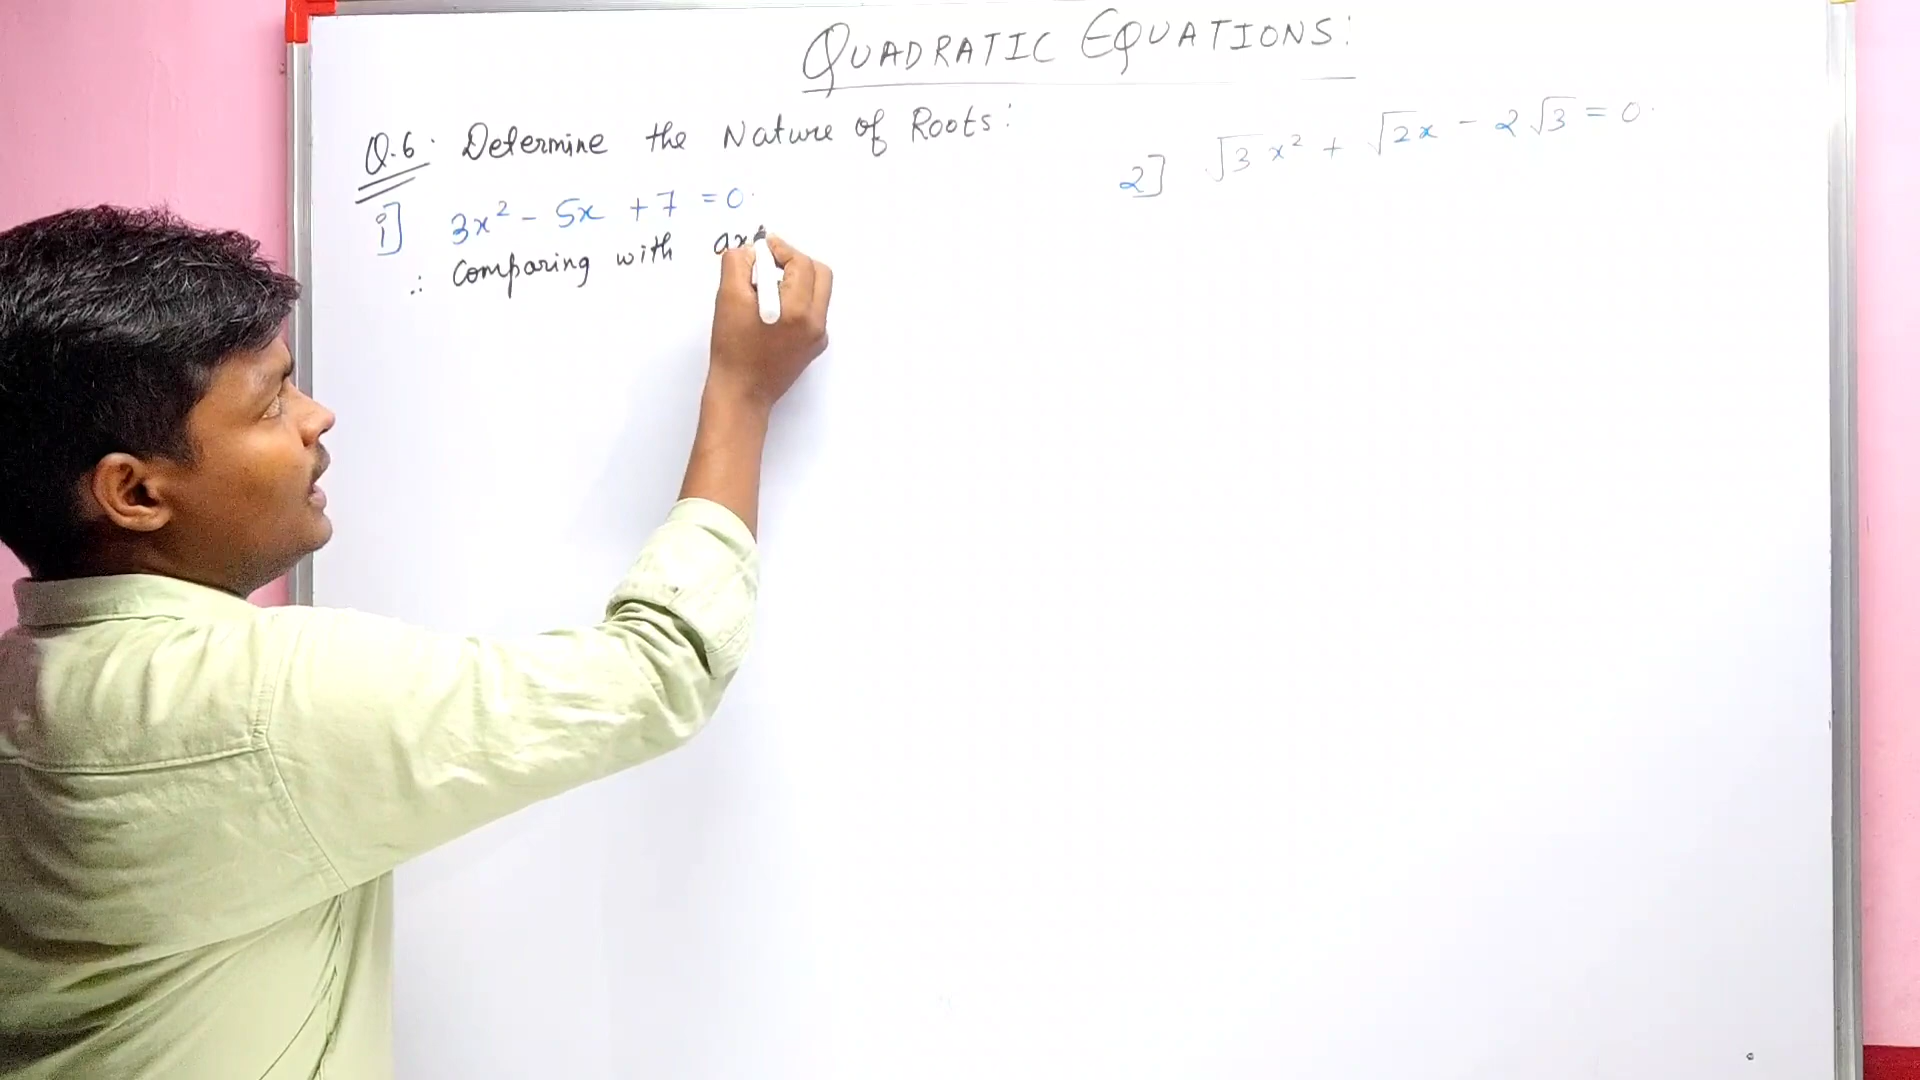 QUADRATIC EQUATIONS:
Q.6. Determine the Nature of Roots:
i] 3x² - 5x + 7 = 0.
∴ Comparing with ax²
2] √3 x² + √2x - 2√3 = 0.